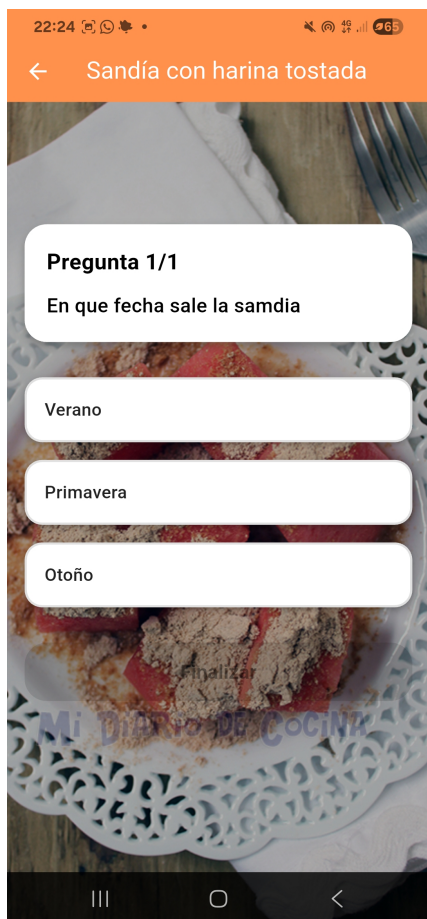 22:24
4G
65
Sandía con harina tostada
Pregunta 1/1
En que fecha sale la samdia
Verano
Primavera
Otoño
Finalizar
Mi Diario de Cocina